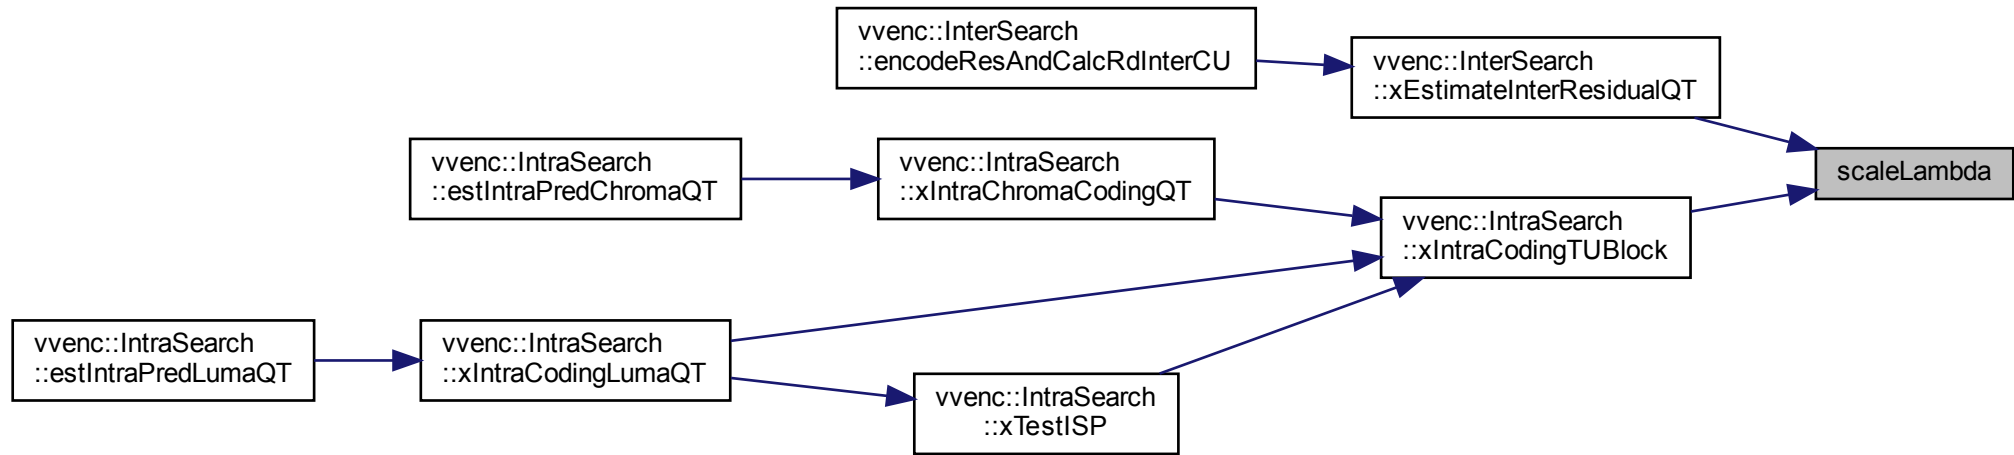 vvenc::InterSearch
::encodeResAndCalcRdInterCU
vvenc::InterSearch
::xEstimateInterResidualQT
vvenc::IntraSearch
::estIntraPredChromaQT
vvenc::IntraSearch
::xIntraChromaCodingQT
scaleLambda
vvenc::IntraSearch
::xIntraCodingTUBlock
vvenc::IntraSearch
::estIntraPredLumaQT
vvenc::IntraSearch
::xIntraCodingLumaQT
vvenc::IntraSearch
::xTestISP